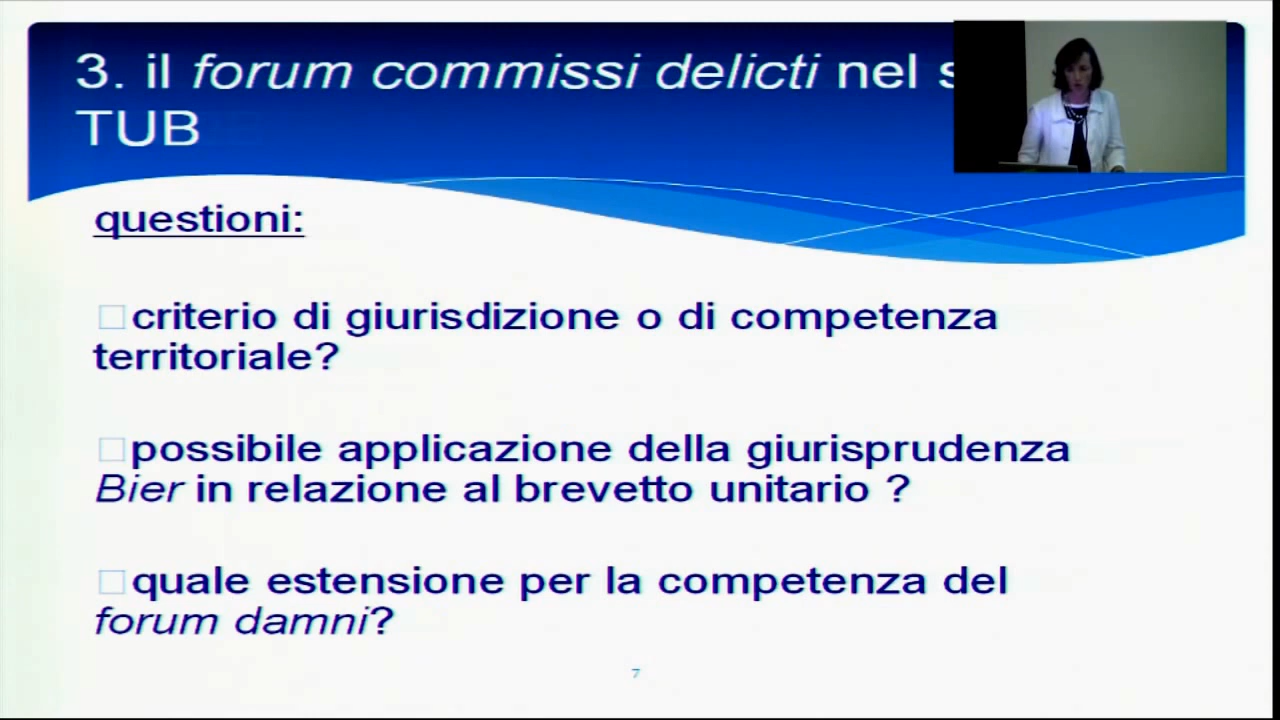 3. il forum commissi delicti nel
TUB
questioni:
criterio di giurisdizione o di competenza
territoriale?
possibile applicazione della giurisprudenza
Bier in relazione al brevetto unitario ?
quale estensione per la competenza del
forum damni?
7